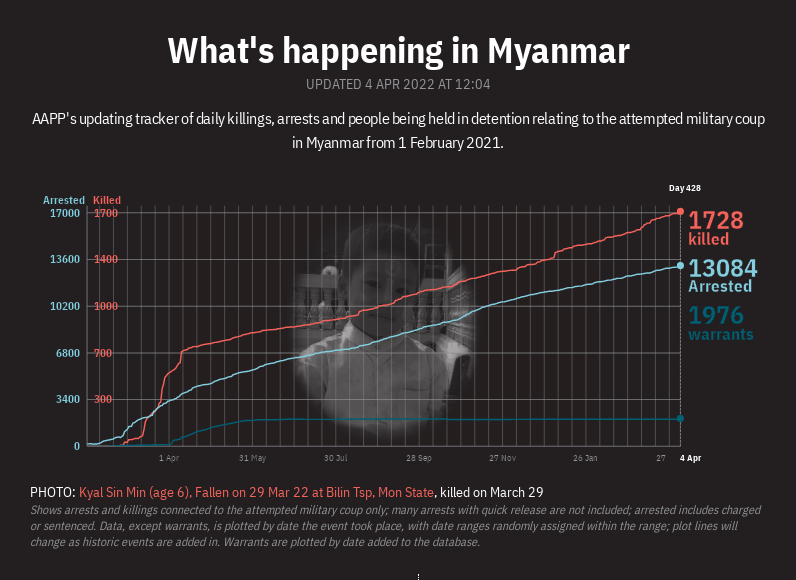 What's happening in Myanmar
UPDATED 4 APR 2022 AT 12:04
AAPP's updating tracker of daily killings, arrests and people being held in detention relating to the attempted military coup
in Myanmar from 1 February 2021.
Day 428
Arrested Killed
17000 1700
1728
killed
13600 1400
13084
Arrested
10200 1000
1976
warrants
6800 700
3400 300
0
1 Apr 31 May 30 Jul 28 Sep 27 Nov 26 Jan 27 4 Apr
PHOTO: Kyal Sin Min (age 6), Fallen on 29 Mar 22 at Bilin Tsp, Mon State, killed on March 29
Shows arrests and killings connected to the attempted military coup only; many arrests with quick release are not included; arrested includes charged
or sentenced. Data, except warrants, is plotted by date the event took place, with date ranges randomly assigned within the range; plot lines will
change as historic events are added in. Warrants are plotted by date added to the database.